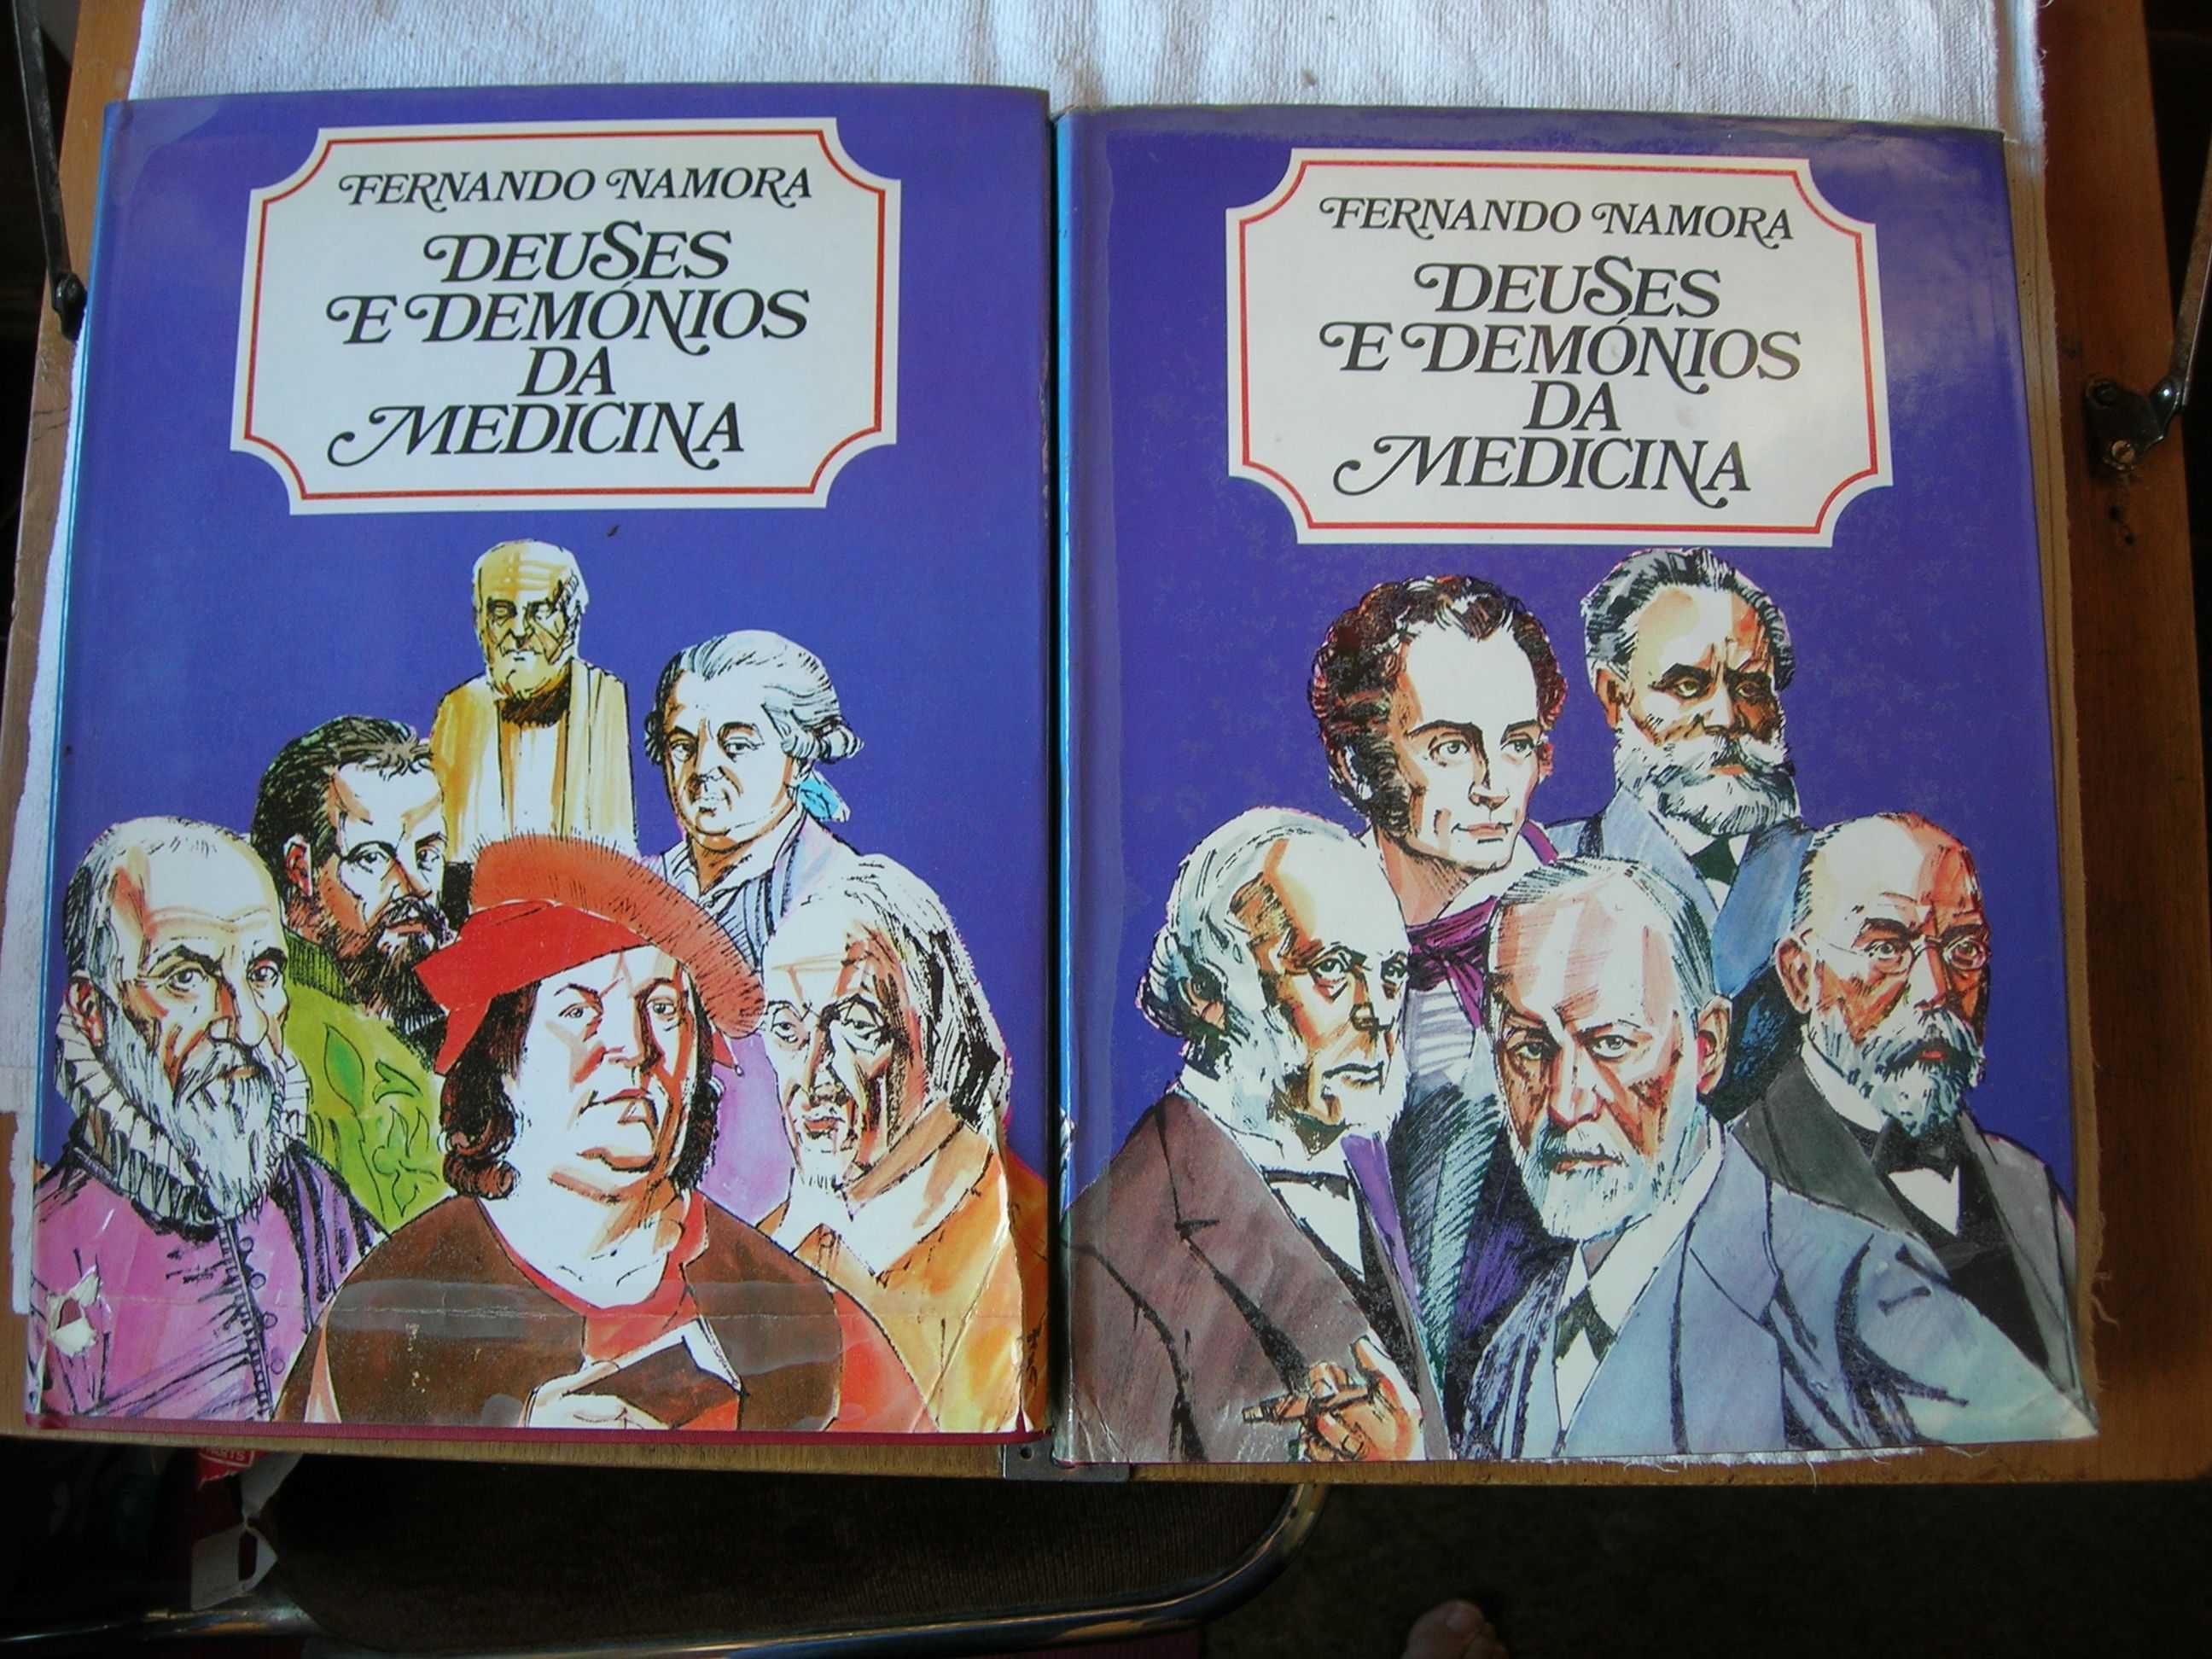 FERNANDO NAMORA
DEUSES
E DEMÓNIOS
DA
MEDICINA
FERNANDO NAMORA
DEUSES
E DEMÓNIOS
DA
MEDICINA